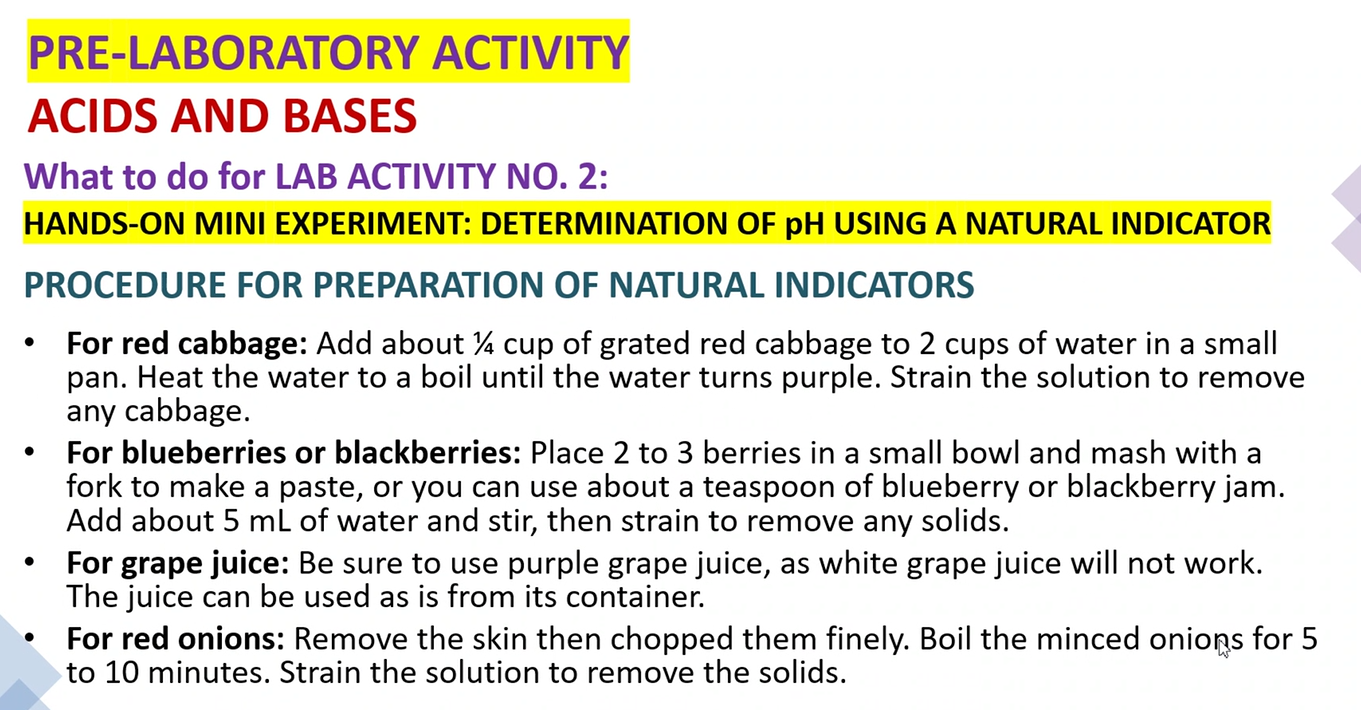 PRE-LABORATORY ACTIVITY
ACIDS AND BASES
What to do for LAB ACTIVITY NO. 2:
HANDS-ON MINI EXPERIMENT: DETERMINATION OF pH USING A NATURAL INDICATOR
PROCEDURE FOR PREPARATION OF NATURAL INDICATORS
• For red cabbage: Add about ¼ cup of grated red cabbage to 2 cups of water in a small
pan. Heat the water to a boil until the water turns purple. Strain the solution to remove
any cabbage.
• For blueberries or blackberries: Place 2 to 3 berries in a small bowl and mash with a
fork to make a paste, or you can use about a teaspoon of blueberry or blackberry jam.
Add about 5 mL of water and stir, then strain to remove any solids.
• For grape juice: Be sure to use purple grape juice, as white grape juice will not work.
The juice can be used as is from its container.
• For red onions: Remove the skin then chopped them finely. Boil the minced onions for 5
to 10 minutes. Strain the solution to remove the solids.